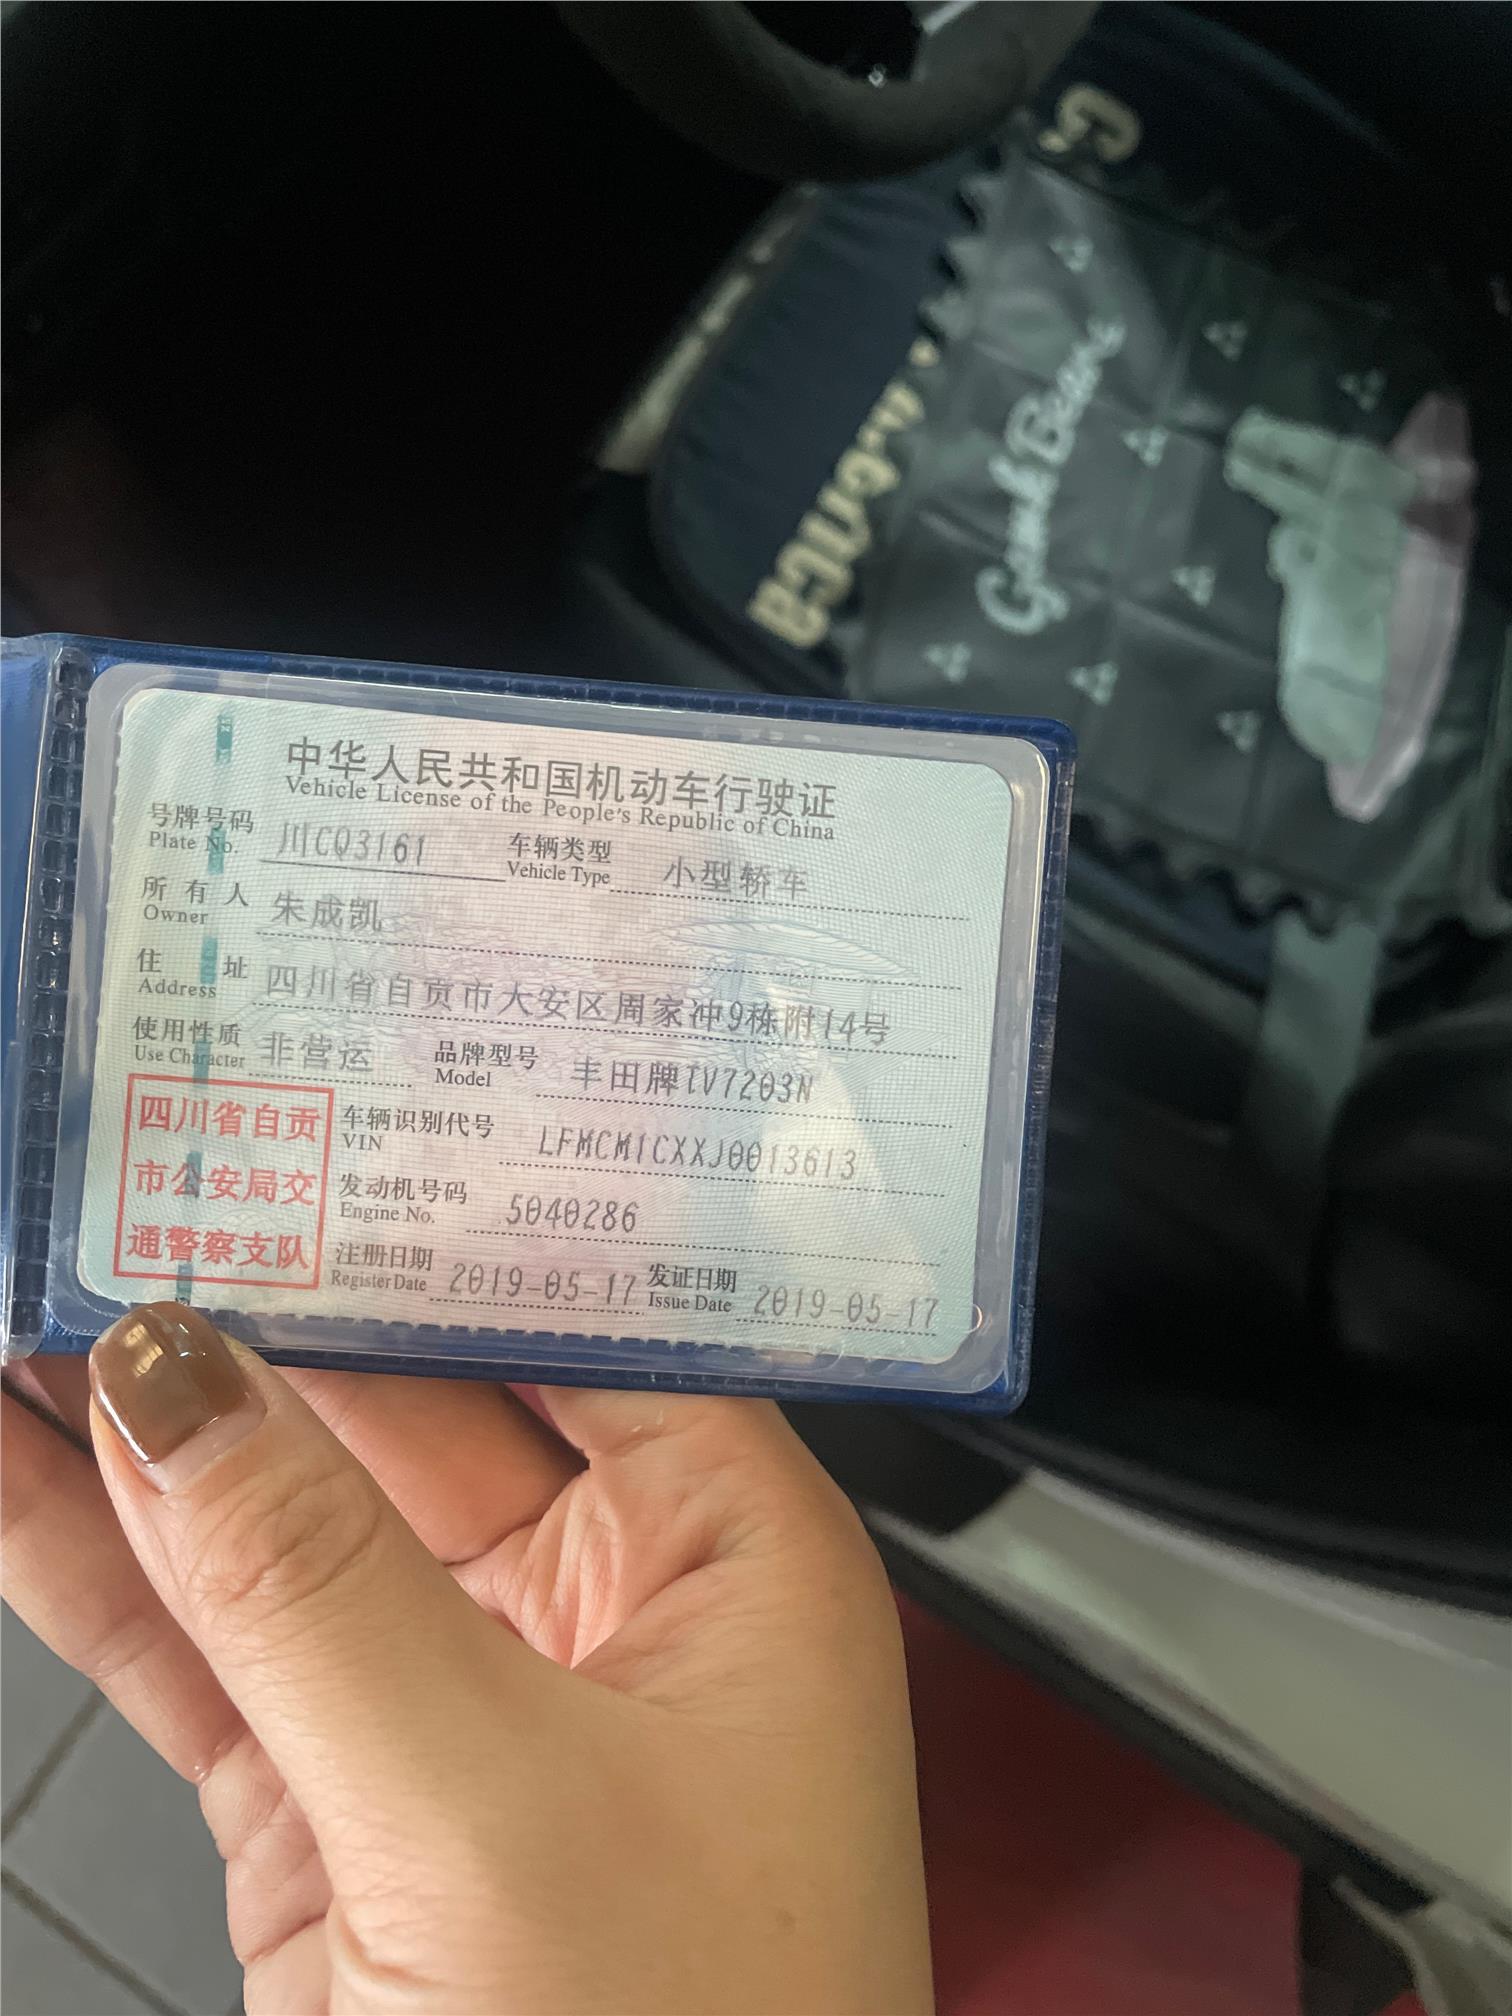 中华人民共和国机动车行驶证
Vehicle License of the People's Republic of China
号牌号码 川CQ3161 车辆类型 小型轿车
Plate No. Vehicle Type
所有人 朱成凯
Owner
住址 四川省自贡市大安区周家冲9栋附14号
Address
使用性质 非营运 品牌型号 丰田牌TV7203N
Use Character Model
四川省自贡
市公安局交
通警察支队
车辆识别代号 LFMCM1CXXJ0013613
VIN
发动机号码 5040286
Engine No.
注册日期 2019-05-17 发证日期 2019-05-17
Register Date Issue Date